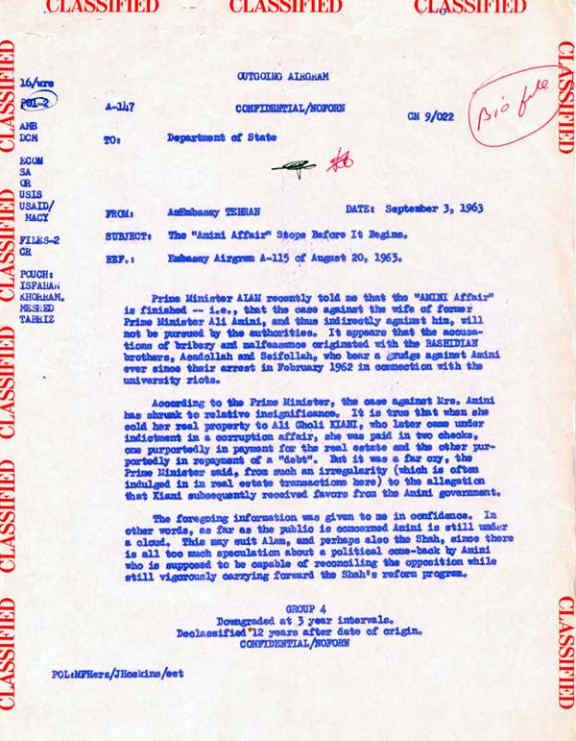 CLASSIFIED CLASSIFIED CLASSIFIED
OUTGOING AIRGRAM
16/wre
POL-2
A-147
CONFIDENTIAL/NOFORN
CN 9/022
Bio file
AMB
DCM
TO: Department of State
ECOM
SA
OR
USIS
USAID/
MACY
FROM: AmEmbassy TEHRAN DATE: September 3, 1963
SUBJECT: The "Amini Affair" Stops Before It Begins.
FILES-2
CR
REF.: Embassy Airgram A-115 of August 20, 1963.
POUCH:
ISFAHAN
KHORRAM.
MESHED
TABRIZ
Prime Minister ALAM recently told me that the "AMINI Affair"
is finished -- i.e., that the case against the wife of former
Prime Minister Ali Amini, and thus indirectly against him, will
not be pursued by the authorities. It appears that the accusa-
tions of bribery and malfeasance originated with the RASHIDIAN
brothers, Asadollah and Seifollah, who bear a grudge against Amini
ever since their arrest in February 1962 in connection with the
university riots.
According to the Prime Minister, the case against Mrs. Amini
has shrunk to relative insignificance. It is true that when she
sold her real property to Ali Gholi KIANI, who later came under
indictment in a corruption affair, she was paid in two checks,
one purportedly in payment for the real estate and the other pur-
portedly in repayment of a "debt". But it was a far cry, the
Prime Minister said, from such an irregularity (which is often
indulged in in real estate transactions here) to the allegation
that Kiani subsequently received favors from the Amini government.
The foregoing information was given to me in confidence. In
other words, as far as the public is concerned Amini is still under
a cloud. This may suit Alam, and perhaps also the Shah, since there
is all too much speculation about a political come-back by Amini
who is supposed to be capable of reconciling the opposition while
still vigorously carrying forward the Shah's reform program.
GROUP 4
Downgraded at 3 year intervals.
Declassified 12 years after date of origin.
CONFIDENTIAL/NOFORN
POL:MFHerz/JHoskins/eet
CLASSIFIED
CLASSIFIED
CLASSIFIED
CLASSIFIED
CLASSIFIED
CLASSIFIED
CLASSIFIED